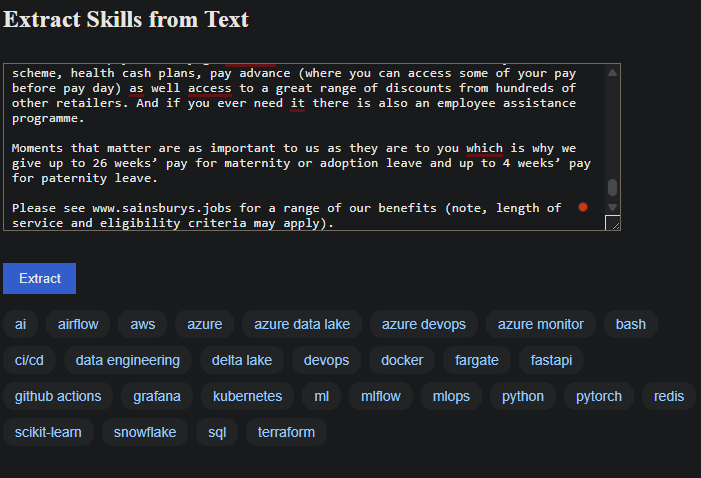 Extract Skills from Text
scheme, health cash plans, pay advance (where you can access some of your pay
before pay day) as well access to a great range of discounts from hundreds of
other retailers. And if you ever need it there is also an employee assistance
programme.
Moments that matter are as important to us as they are to you which is why we
give up to 26 weeks’ pay for maternity or adoption leave and up to 4 weeks’ pay
for paternity leave.
Please see www.sainsburys.jobs for a range of our benefits (note, length of
service and eligibility criteria may apply).
Extract
ai airflow aws azure azure data lake azure devops azure monitor bash
ci/cd data engineering delta lake devops docker fargate fastapi
github actions grafana kubernetes ml mlflow mlops python pytorch redis
scikit-learn snowflake sql terraform